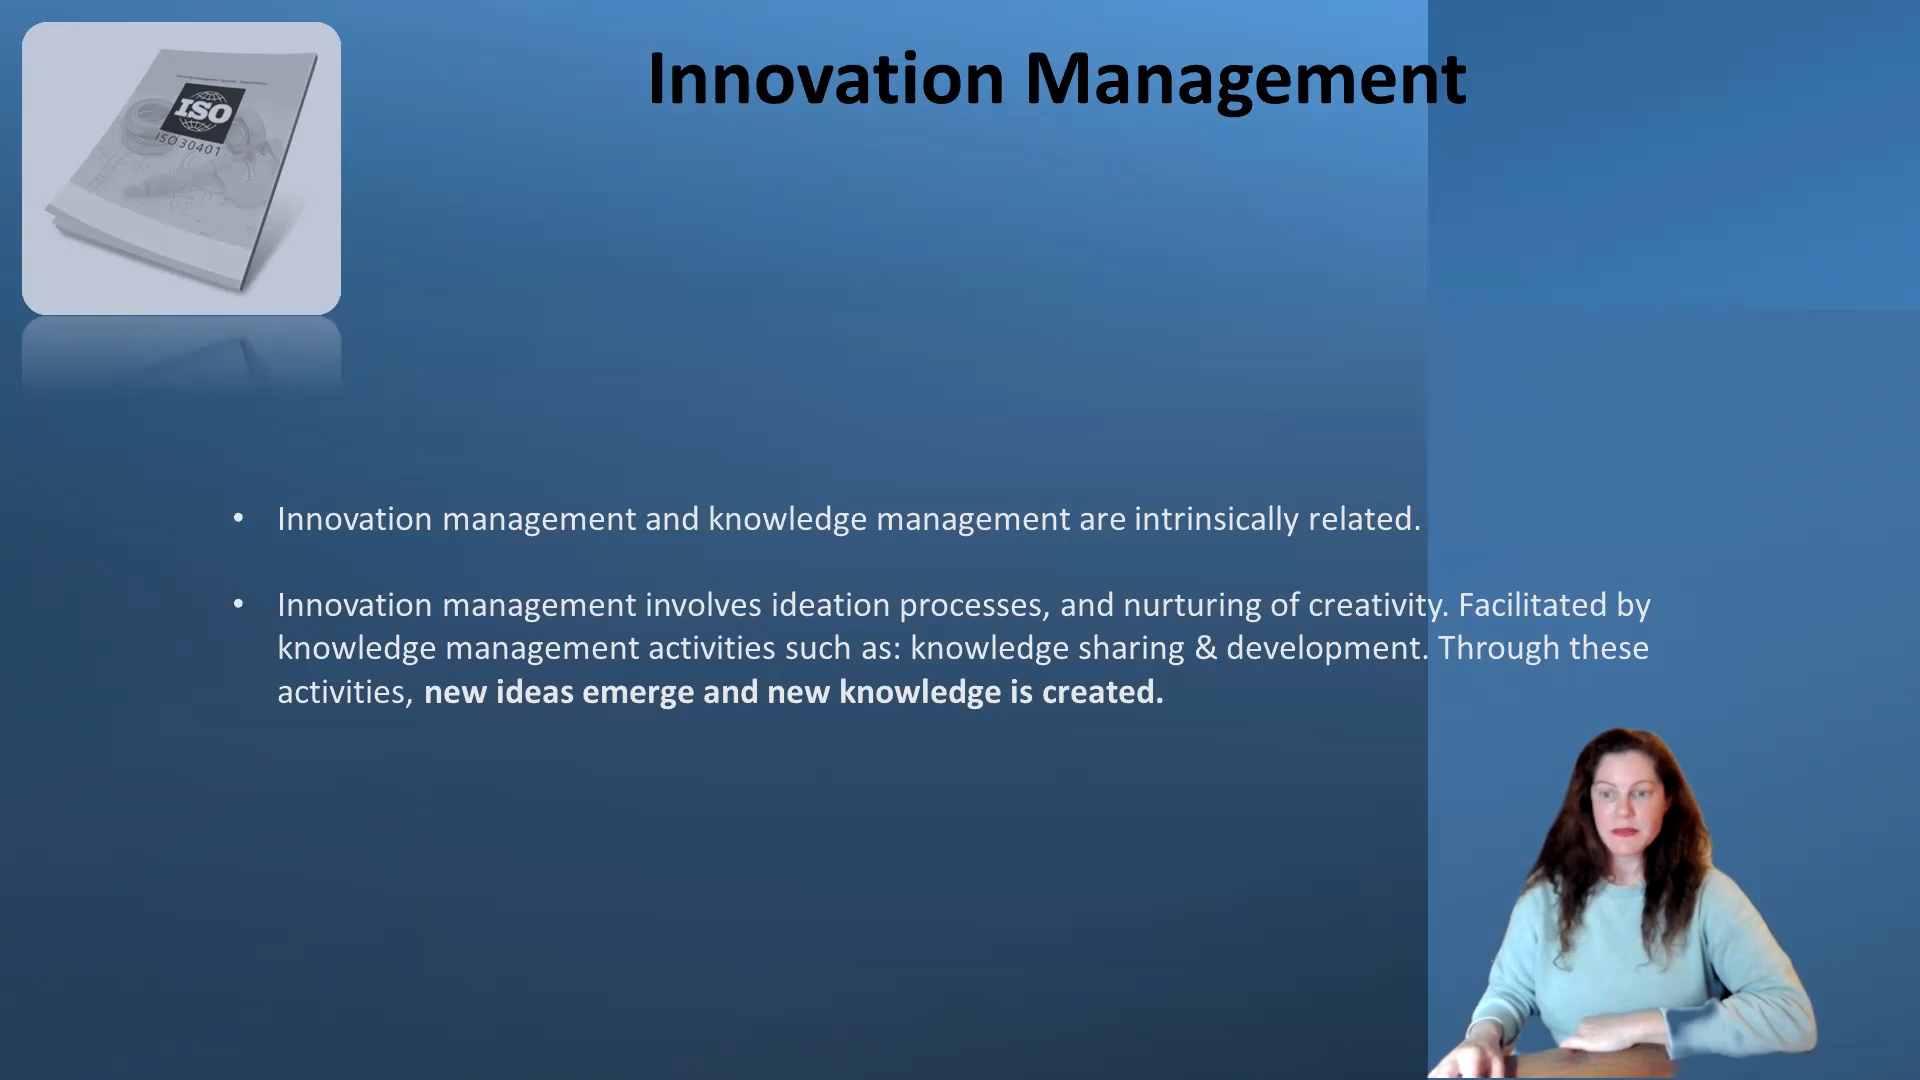 Innovation Management
ISO
ISO 30401
• Innovation management and knowledge management are intrinsically related.
• Innovation management involves ideation processes, and nurturing of creativity. Facilitated by
knowledge management activities such as: knowledge sharing & development. Through these
activities, new ideas emerge and new knowledge is created.